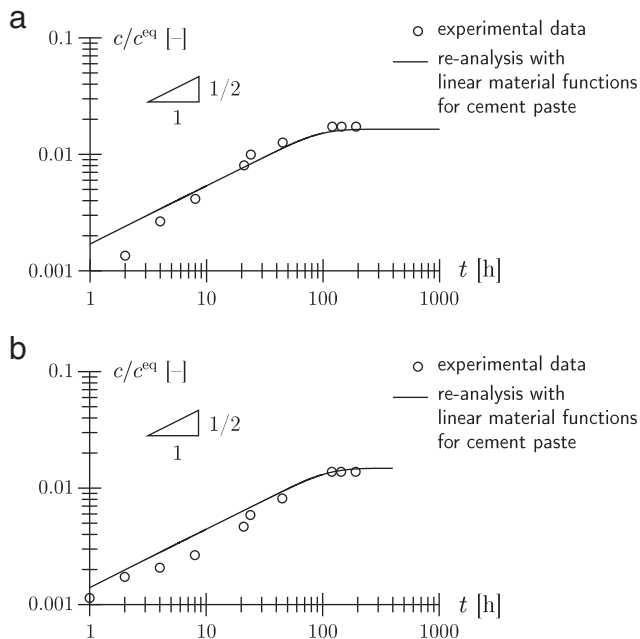 a
0.1
c/c^eq [–]
experimental data
re-analysis with
linear material functions
for cement paste
1/2
1
0.01
0.001
t [h]
1
10
100
1000
b
0.1
c/c^eq [–]
experimental data
re-analysis with
linear material functions
for cement paste
1/2
1
0.01
0.001
t [h]
1
10
100
1000